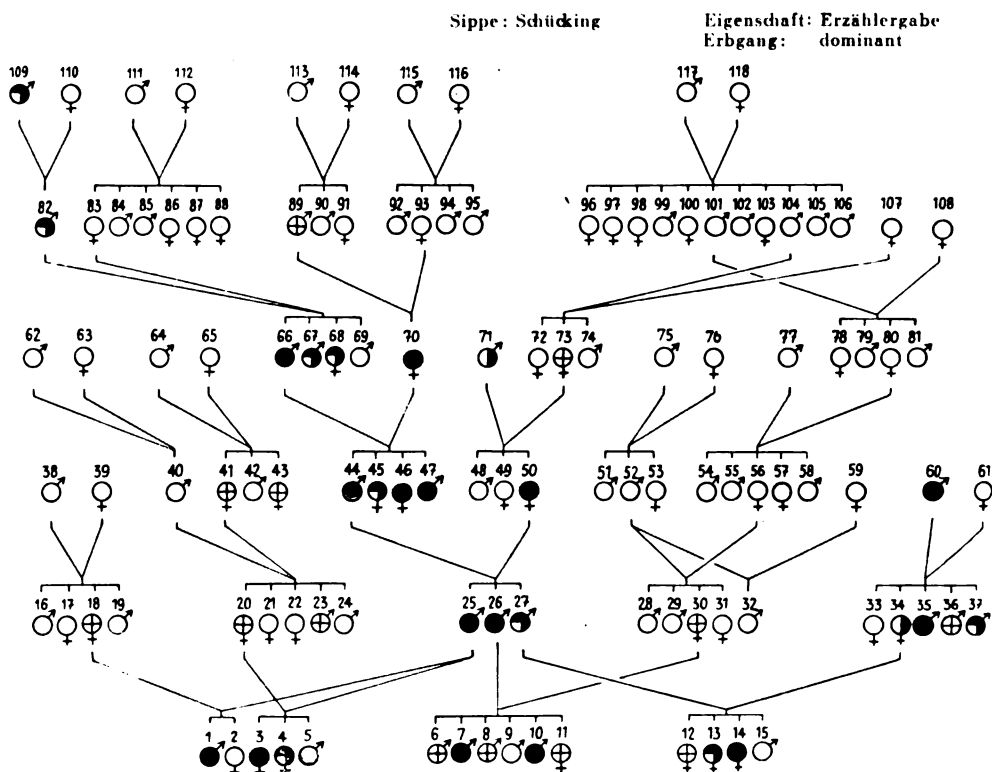 Sippe: Schücking Eigenschaft: Erzählergabe
Erbgang: dominant
109 110 111 112 113 114 115 116 117 118
82 83 84 85 86 87 88 89 90 91 92 93 94 95 96 97 98 99 100 101 102 103 104 105 106 107 108
62 63 64 65 66 67 68 69 70 71 72 73 74 75 76 77 78 79 80 81
38 39 40 41 42 43 44 45 46 47 48 49 50 51 52 53 54 55 56 57 58 59 60 61
16 17 18 19 20 21 22 23 24 25 26 27 28 29 30 31 32 33 34 35 36 37
1 2 3 4 5 6 7 8 9 10 11 12 13 14 15